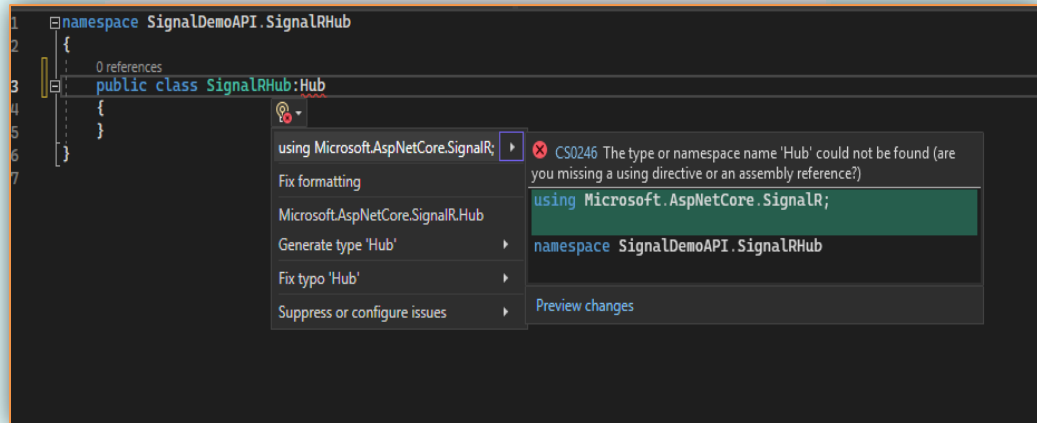 1 namespace SignalDemoAPI.SignalRHub
2 {
0 references
3 public class SignalRHub:Hub
4 {
5 }
6 }
7
using Microsoft.AspNetCore.SignalR;
Fix formatting
Microsoft.AspNetCore.SignalR.Hub
Generate type 'Hub'
Fix typo 'Hub'
Suppress or configure issues
CS0246 The type or namespace name 'Hub' could not be found (are
you missing a using directive or an assembly reference?)
using Microsoft.AspNetCore.SignalR;
namespace SignalDemoAPI.SignalRHub
Preview changes